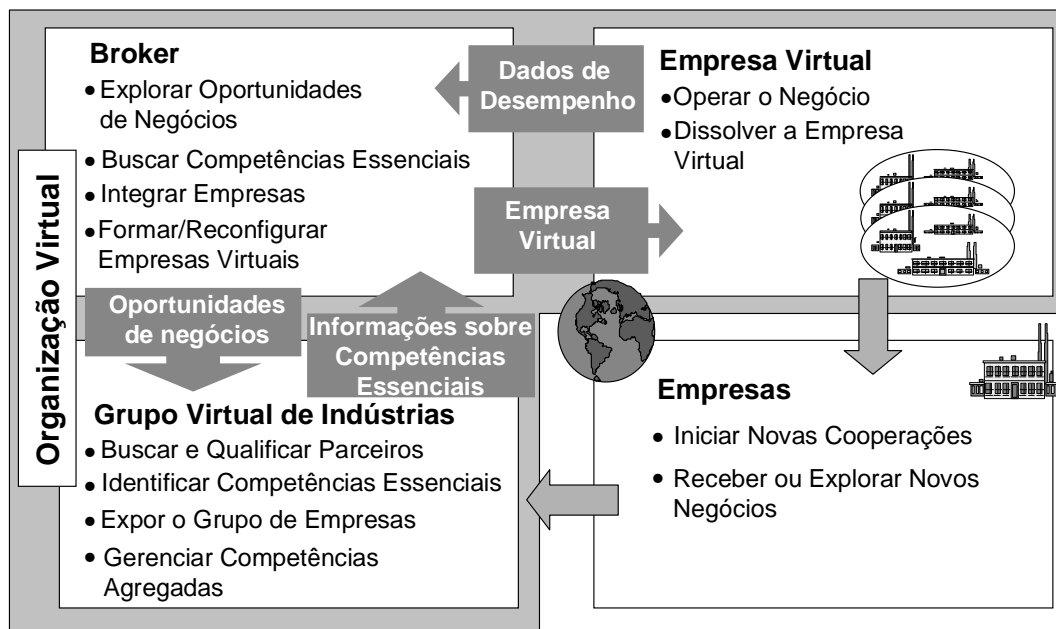 Organização Virtual
Broker
• Explorar Oportunidades
de Negócios
• Buscar Competências Essenciais
• Integrar Empresas
• Formar/Reconfigurar
Empresas Virtuais
Dados de
Desempenho
Empresa
Virtual
Empresa Virtual
• Operar o Negócio
• Dissolver a Empresa
Virtual
Oportunidades
de negócios
Informações sobre
Competências
Essenciais
Grupo Virtual de Indústrias
• Buscar e Qualificar Parceiros
• Identificar Competências Essenciais
• Expor o Grupo de Empresas
• Gerenciar Competências
Agregadas
Empresas
• Iniciar Novas Cooperações
• Receber ou Explorar Novos
Negócios